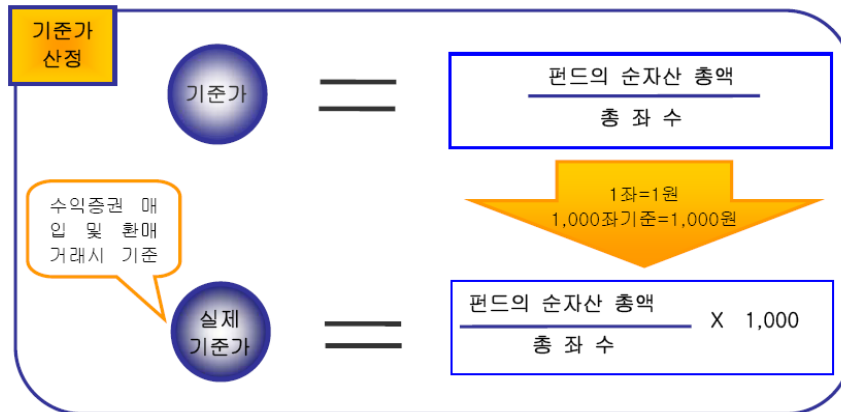 기준가
산정
기준가
펀드의 순자산 총액
총 좌 수
1좌=1원
1,000좌기준=1,000원
수익증권 매
입 및 환매
거래시 기준
실제
기준가
펀드의 순자산 총액
X 1,000
총 좌 수